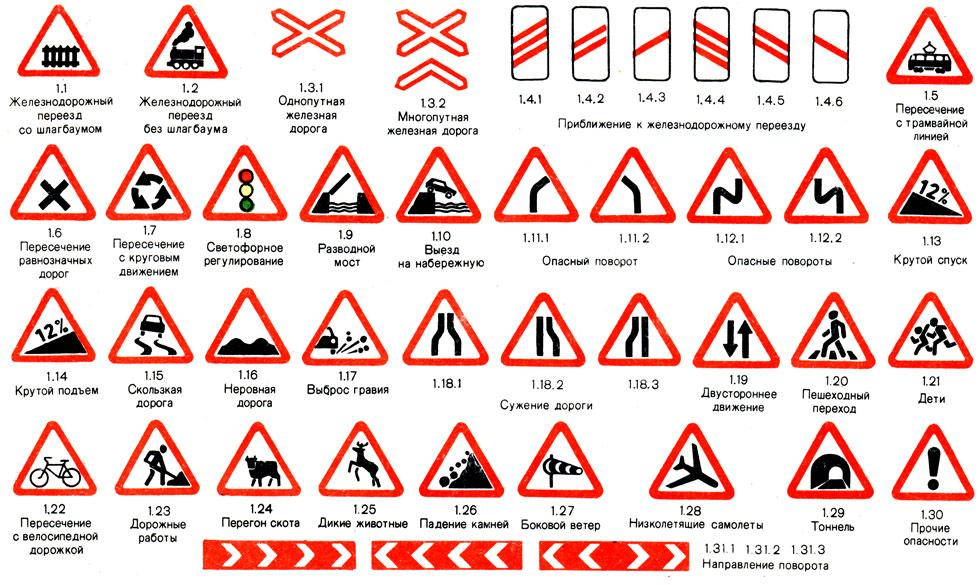 1.1
Железнодорожный
переезд
со шлагбаумом
1.2
Железнодорожный
переезд
без шлагбаума
1.3.1
Однопутная
железная
дорога
1.3.2
Многопутная
железная дорога
1.4.1 1.4.2 1.4.3 1.4.4 1.4.5 1.4.6
Приближение к железнодорожному переезду
1.5
Пересечение
с трамвайной
линией
1.6
Пересечение
равнозначных
дорог
1.7
Пересечение
с круговым
движением
1.8
Светофорное
регулирование
1.9
Разводной
мост
1.10
Выезд
на набережную
1.11.1 1.11.2
Опасный поворот
1.12.1 1.12.2
Опасные повороты
12%
1.13
Крутой спуск
12%
1.14
Крутой подъем
1.15
Скользкая
дорога
1.16
Неровная
дорога
1.17
Выброс гравия
1.18.1 1.18.2 1.18.3
Сужение дороги
1.19
Двустороннее
движение
1.20
Пешеходный
переход
1.21
Дети
1.22
Пересечение
с велосипедной
дорожкой
1.23
Дорожные
работы
1.24
Перегон скота
1.25
Дикие животные
1.26
Падение камней
1.27
Боковой ветер
1.28
Низколетящие самолеты
1.29
Тоннель
1.30
Прочие
опасности
1.31.1 1.31.2 1.31.3
Направление поворота